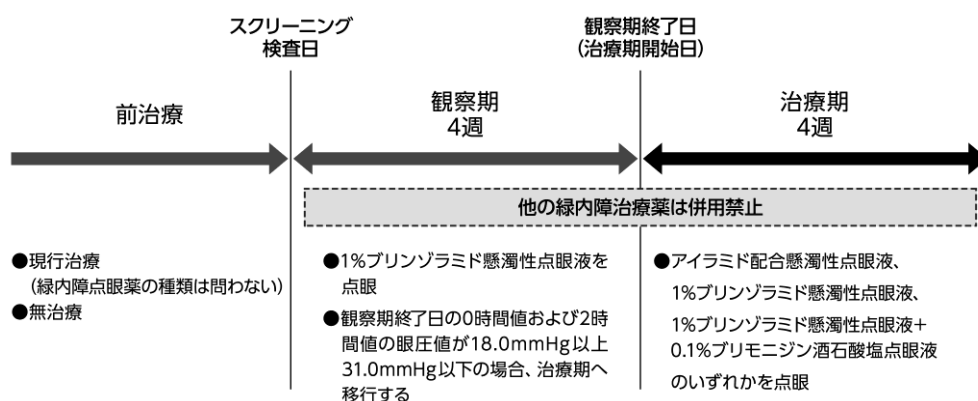 スクリーニング
検査日
観察期終了日
（治療期開始日）
前治療
観察期
4週
治療期
4週
他の緑内障治療薬は併用禁止
●現行治療
（緑内障点眼薬の種類は問わない）
●無治療
●1％ブリンゾラミド懸濁性点眼液を
点眼
●観察期終了日の0時間値および2時
間値の眼圧値が18.0mmHg以上
31.0mmHg以下の場合、治療期へ
移行する
●アイラミド配合懸濁性点眼液、
1％ブリンゾラミド懸濁性点眼液、
1％ブリンゾラミド懸濁性点眼液＋
0.1％ブリモニジン酒石酸塩点眼液
のいずれかを点眼